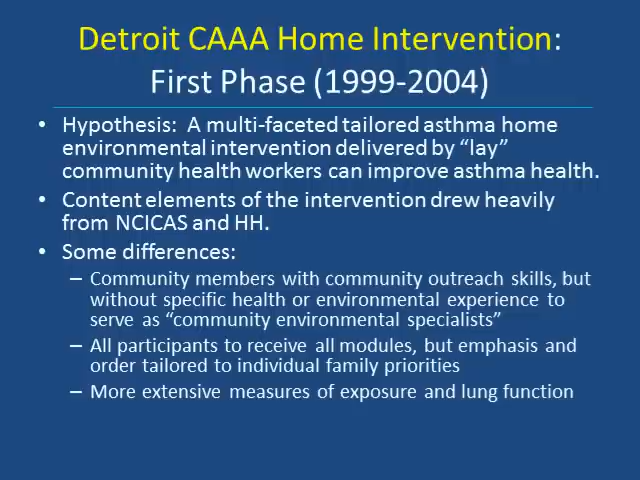 Detroit CAAA Home Intervention:
First Phase (1999-2004)
• Hypothesis: A multi-faceted tailored asthma home
environmental intervention delivered by “lay”
community health workers can improve asthma health.
• Content elements of the intervention drew heavily
from NCICAS and HH.
• Some differences:
– Community members with community outreach skills, but
without specific health or environmental experience to
serve as “community environmental specialists”
– All participants to receive all modules, but emphasis and
order tailored to individual family priorities
– More extensive measures of exposure and lung function